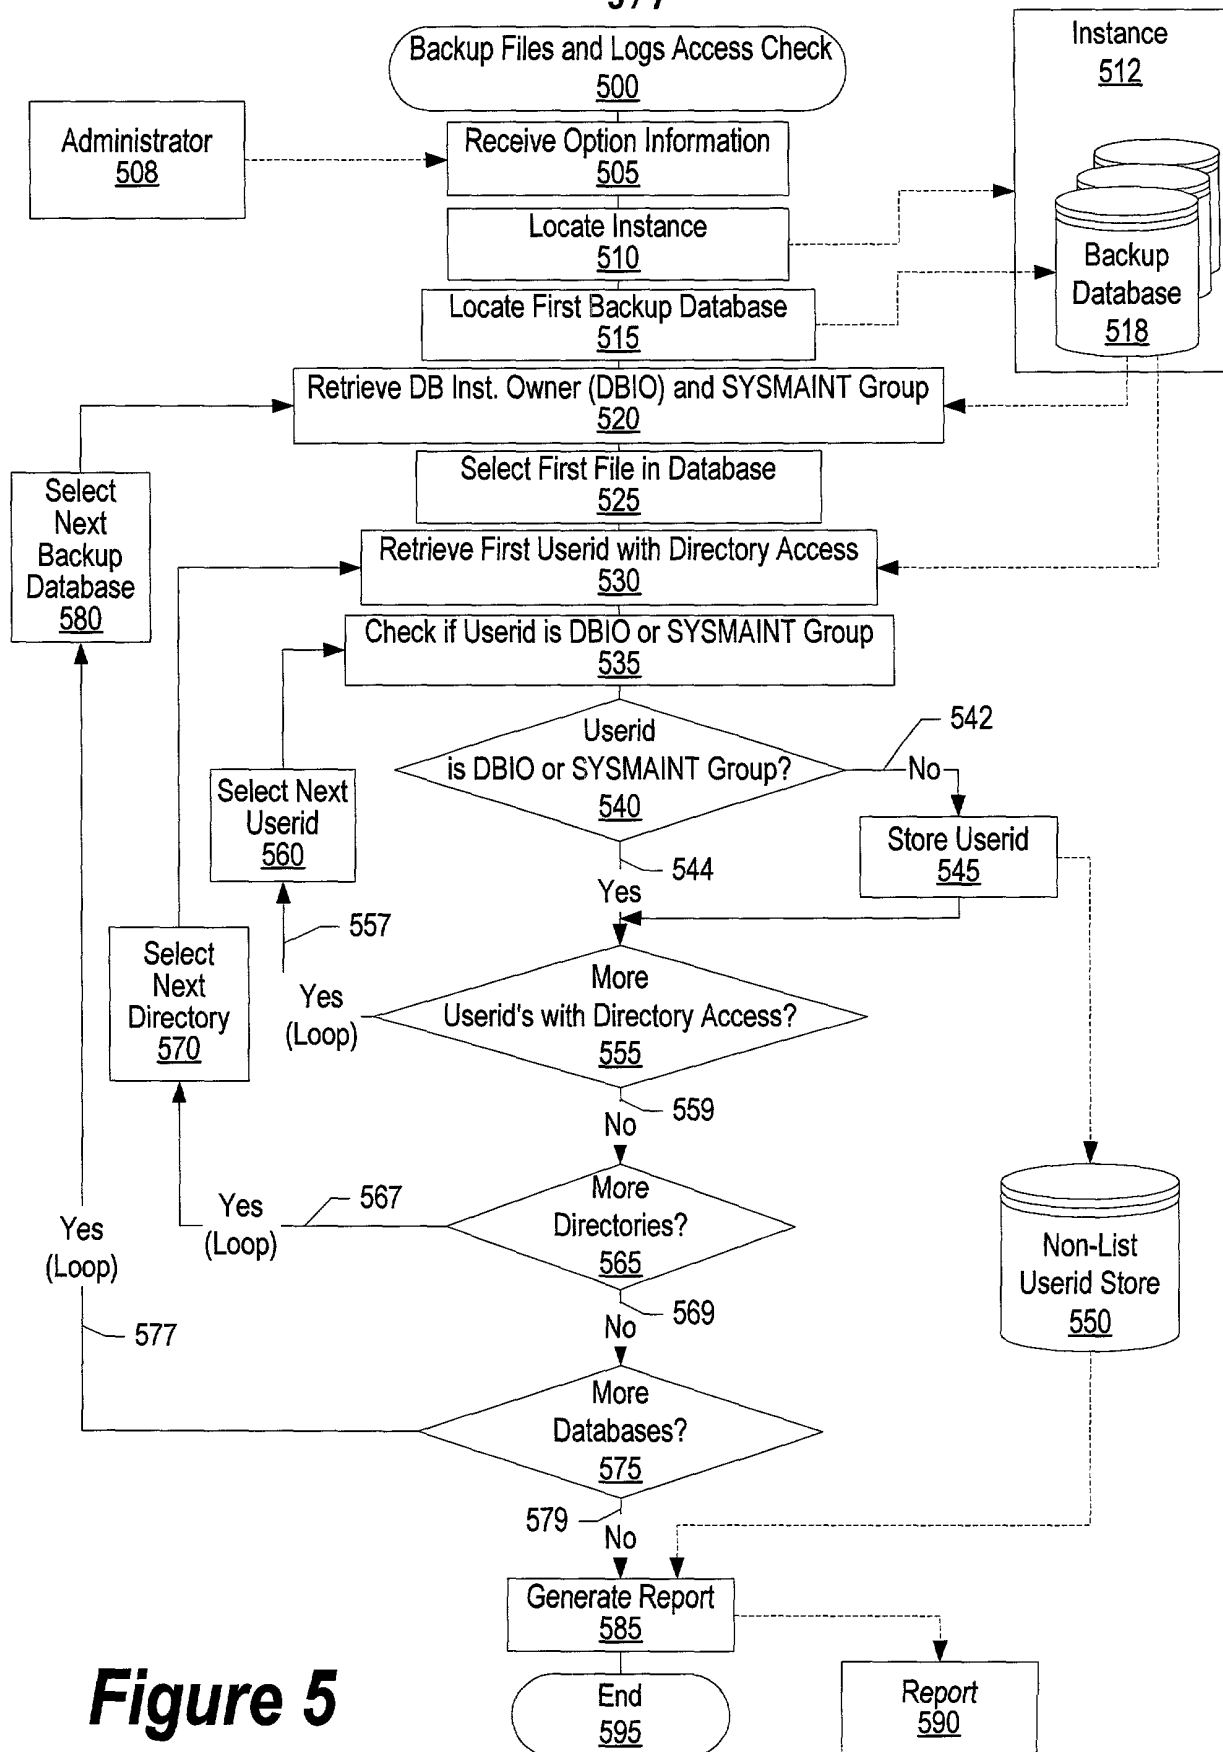 Backup Files and Logs Access Check
500
Instance
512
Administrator
508
Receive Option Information
505
Locate Instance
510
Backup
Database
518
Locate First Backup Database
515
Retrieve DB Inst. Owner (DBIO) and SYSMAINT Group
520
Select First File in Database
525
Select
Next
Backup
Database
580
Retrieve First Userid with Directory Access
530
Check if Userid is DBIO or SYSMAINT Group
535
Userid
is DBIO or SYSMAINT Group?
540
542
No
Select Next
Userid
560
Store Userid
545
544
Yes
557
Select
Next
Directory
570
Yes
(Loop)
More
Userid's with Directory Access?
555
559
No
More
Directories?
565
567
Yes
(Loop)
Yes
(Loop)
Non-List
Userid Store
550
569
No
577
More
Databases?
575
579
No
Generate Report
585
End
595
Report
590
Figure 5